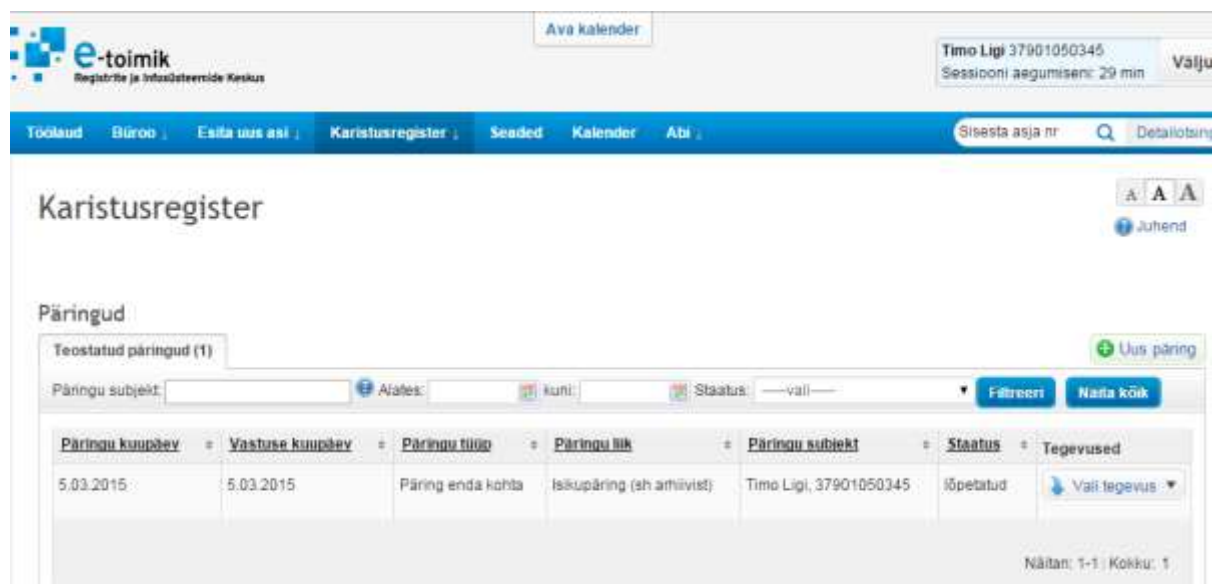 Ava kalender
e-toimik
Registrite ja Infosüsteemide Keskus
Timo Ligi 37901050345
Sessiooni aegumiseni: 29 min
Välju
Töölaud Büroo ↓ Esita uus asi ↓ Karistusregister ↓ Seaded Kalender Abi ↓ Sisesta asja nr Detailotsing
Karistusregister
A A A
Juhend
Päringud
Teostatud päringud (1)
Uus päring
Päringu subjekt: Alates: kuni: Staatus: -----vali----- Filtreeri Näita kõik
Päringu kuupäev Vastuse kuupäev Päringu tüüp Päringu liik Päringu subjekt Staatus Tegevused
5.03.2015 5.03.2015 Päring enda kohta Isikupäring (sh arhiivist) Timo Ligi, 37901050345 lõpetatud Vali tegevus
Näitan: 1-1 Kokku: 1